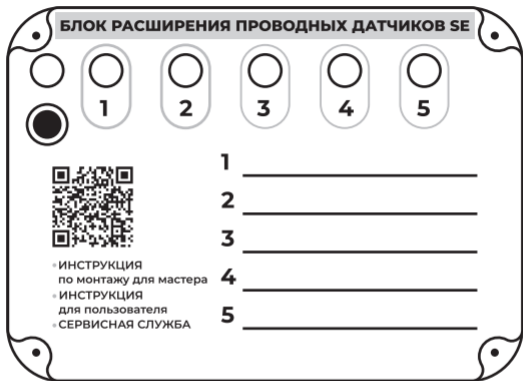 БЛОК РАСШИРЕНИЯ ПРОВОДНЫХ ДАТЧИКОВ SE
1 2 3 4 5
1
2
3
4
5
ИНСТРУКЦИЯ
по монтажу для мастера
ИНСТРУКЦИЯ
для пользователя
СЕРВИСНАЯ СЛУЖБА